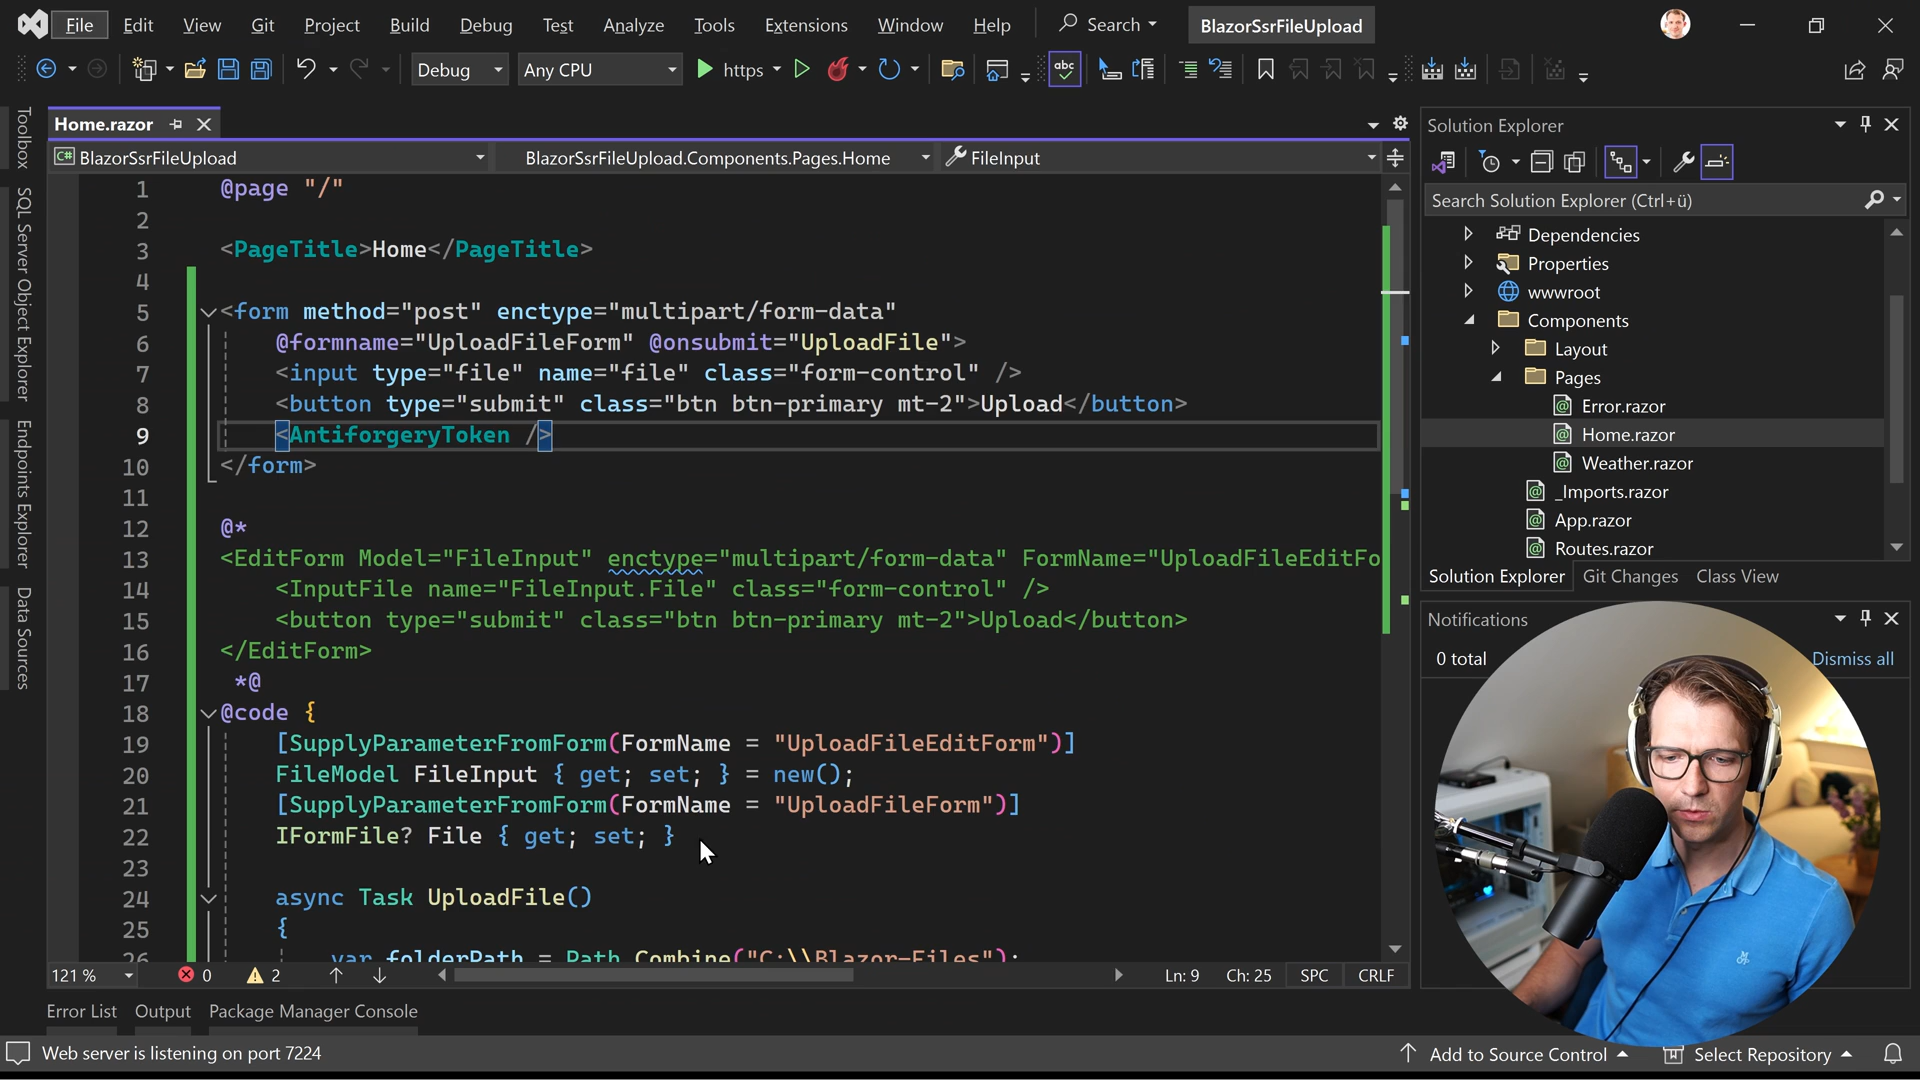 File Edit View Git Project Build Debug Test Analyze Tools Extensions Window Help Search BlazorSsrFileUpload
Debug Any CPU https abc
Toolbox
SQL Server Object Explorer
Endpoints Explorer
Data Sources
Home.razor
BlazorSsrFileUpload BlazorSsrFileUpload.Components.Pages.Home FileInput
1 @page "/"
2
3 <PageTitle>Home</PageTitle>
4
5 <form method="post" enctype="multipart/form-data"
6 @formname="UploadFileForm" @onsubmit="UploadFile">
7 <input type="file" name="file" class="form-control" />
8 <button type="submit" class="btn btn-primary mt-2">Upload</button>
9 <AntiforgeryToken />
10 </form>
11
12 @*
13 <EditForm Model="FileInput" enctype="multipart/form-data" FormName="UploadFileEditFo
14 <InputFile name="FileInput.File" class="form-control" />
15 <button type="submit" class="btn btn-primary mt-2">Upload</button>
16 </EditForm>
17 *@
18 @code {
19 [SupplyParameterFromForm(FormName = "UploadFileEditForm")]
20 FileModel FileInput { get; set; } = new();
21 [SupplyParameterFromForm(FormName = "UploadFileForm")]
22 IFormFile? File { get; set; }
23
24 async Task UploadFile()
25 {
26 var folderPath = Path.Combine("C:\\Blazor-Files");
121 % 0 2 Ln: 9 Ch: 25 SPC CRLF
Error List Output Package Manager Console
Web server is listening on port 7224
Solution Explorer
Search Solution Explorer (Ctrl+ü)
Dependencies
Properties
wwwroot
Components
Layout
Pages
Error.razor
Home.razor
Weather.razor
_Imports.razor
App.razor
Routes.razor
Solution Explorer Git Changes Class View
Notifications
0 total Dismiss all
Add to Source Control Select Repository